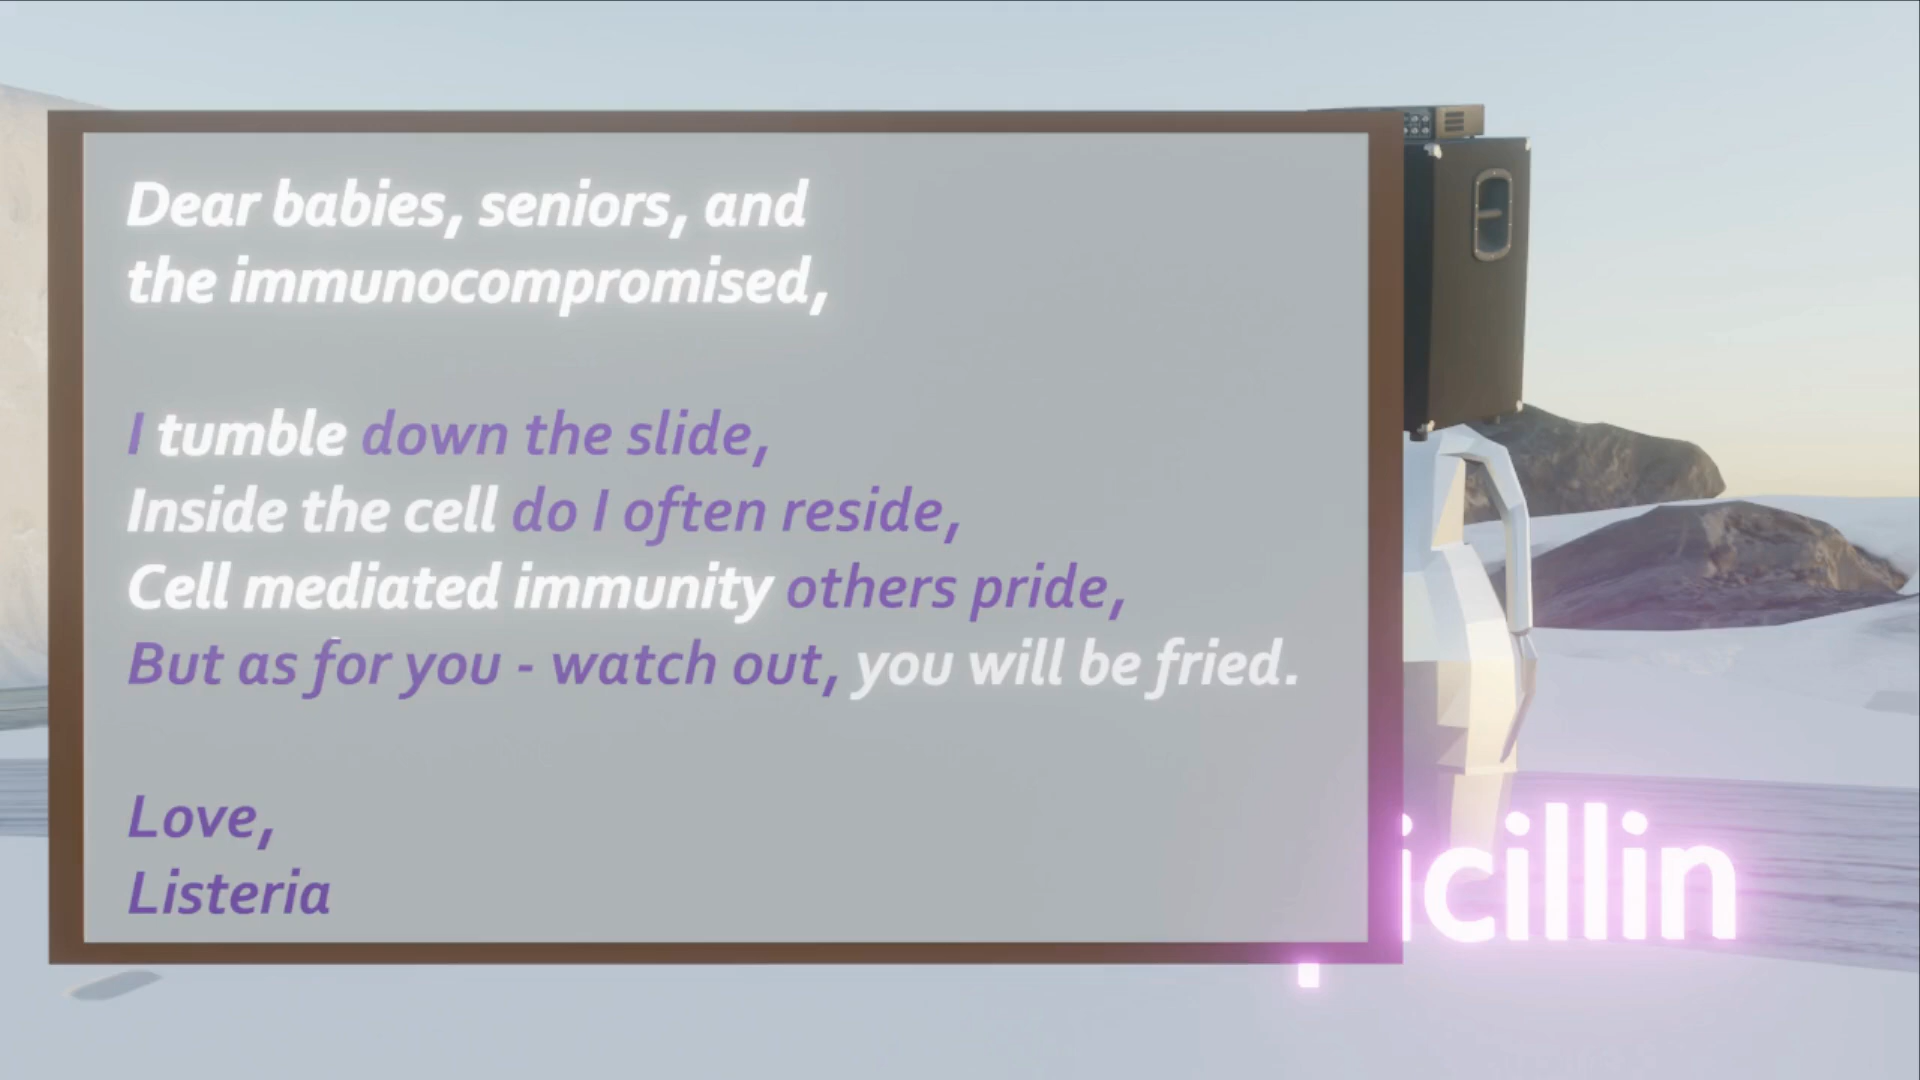 Dear babies, seniors, and
the immunocompromised,
I tumble down the slide,
Inside the cell do I often reside,
Cell mediated immunity others pride,
But as for you - watch out, you will be fried.
Love,
Listeria